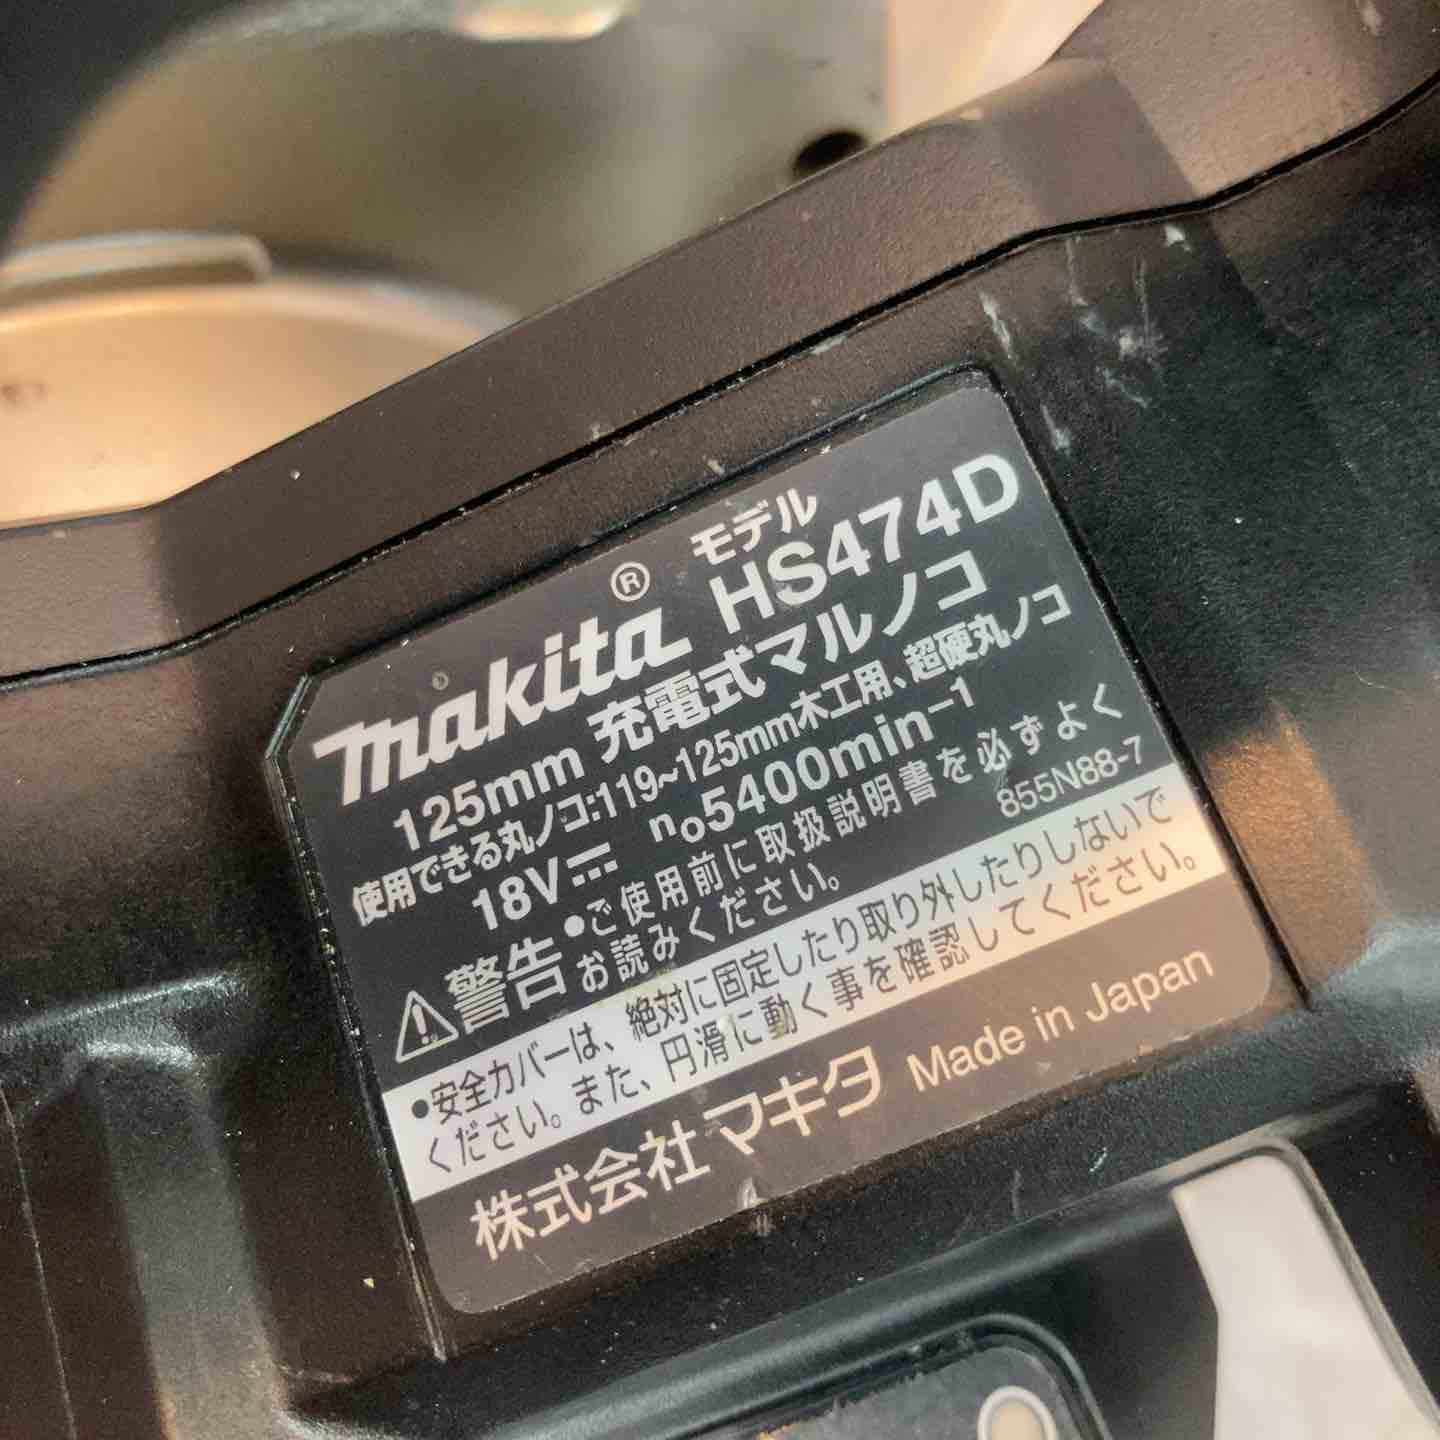 makita® モデル HS474D
125mm 充電式マルノコ
使用できる丸ノコ:119~125mm木工用、超硬丸ノコ
18V⎓ n₀5400min⁻¹
⚠警告 •ご使用前に取扱説明書を必ずよく
お読みください。 855N88-7
•安全カバーは、絶対に固定したり取り外したりしないで
ください。また、円滑に動く事を確認してください。
株式会社マキタ Made in Japan